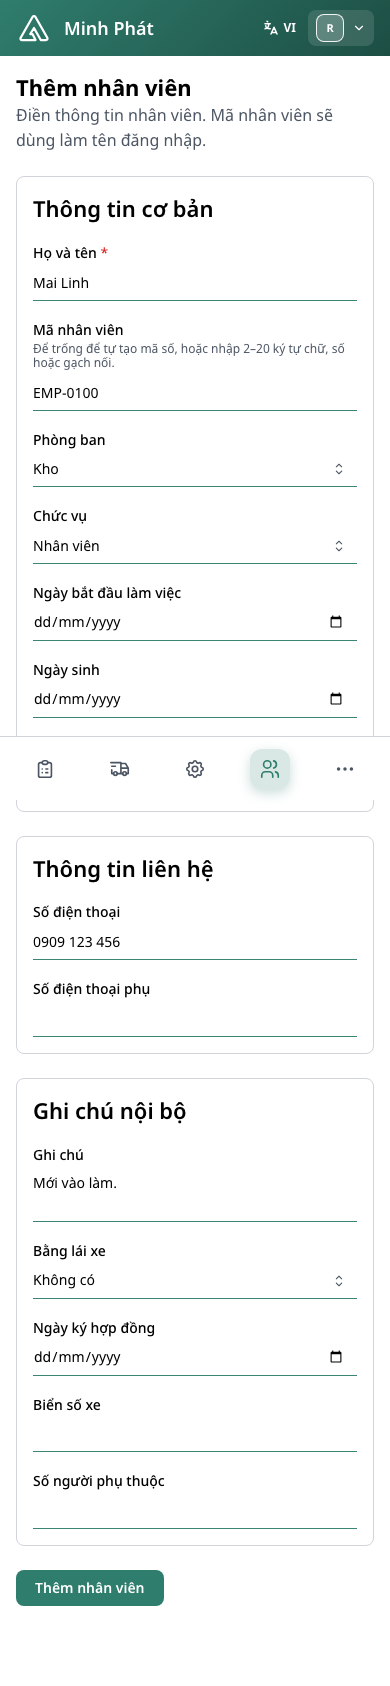 Minh Phát
VI
R
Thêm nhân viên
Điền thông tin nhân viên. Mã nhân viên sẽ
dùng làm tên đăng nhập.
Thông tin cơ bản
Họ và tên *
Mai Linh
Mã nhân viên
Để trống để tự tạo mã số, hoặc nhập 2–20 ký tự chữ, số
hoặc gạch nối.
EMP-0100
Phòng ban
Kho
Chức vụ
Nhân viên
Ngày bắt đầu làm việc
dd/mm/yyyy
Ngày sinh
dd/mm/yyyy
Thông tin liên hệ
Số điện thoại
0909 123 456
Số điện thoại phụ
Ghi chú nội bộ
Ghi chú
Mới vào làm.
Bằng lái xe
Không có
Ngày ký hợp đồng
dd/mm/yyyy
Biển số xe
Số người phụ thuộc
Thêm nhân viên